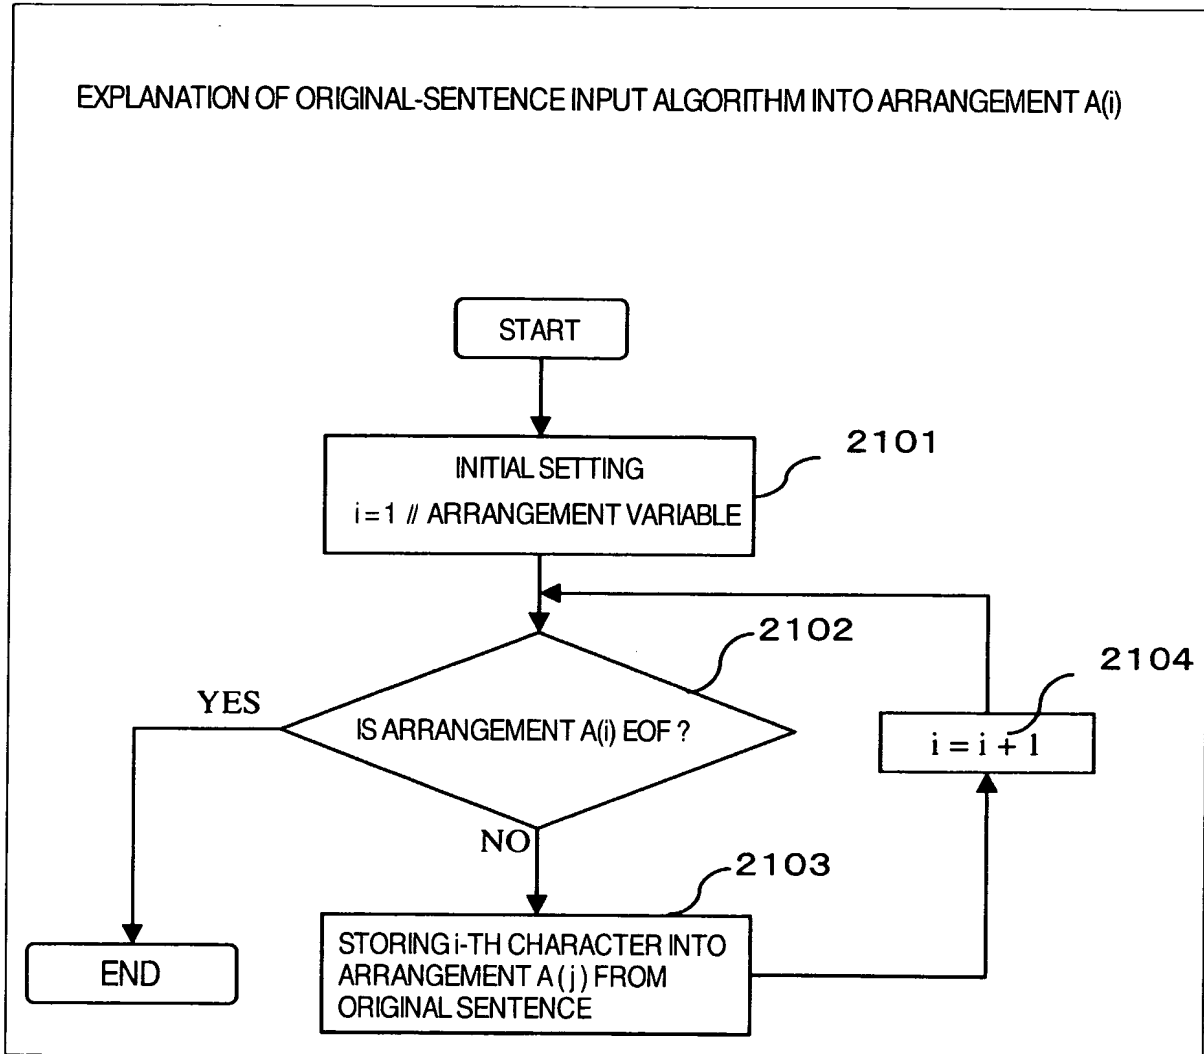 EXPLANATION OF ORIGINAL-SENTENCE INPUT ALGORITHM INTO ARRANGEMENT A(i)
START
2101
INITIAL SETTING
i = 1 // ARRANGEMENT VARIABLE
2102
2104
YES
IS ARRANGEMENT A(i) EOF ?
i = i + 1
NO
2103
STORING i-TH CHARACTER INTO
ARRANGEMENT A ( j ) FROM
ORIGINAL SENTENCE
END